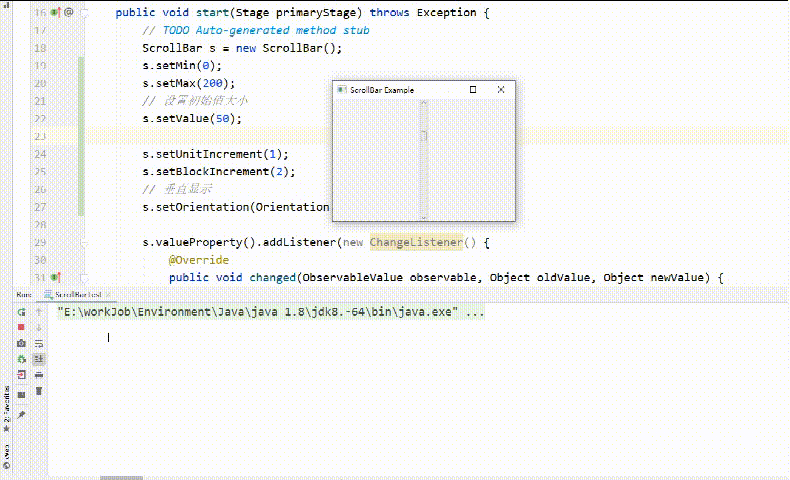 16 public void start(Stage primaryStage) throws Exception {
17 // TODO Auto-generated method stub
18 ScrollBar s = new ScrollBar();
19 s.setMin(0);
20 s.setMax(200);
21 // 设置初始值大小
22 s.setValue(50);
23
24 s.setUnitIncrement(1);
25 s.setBlockIncrement(2);
26 // 垂直显示
27 s.setOrientation(Orientation
28
29 s.valueProperty().addListener(new ChangeListener() {
30 @Override
31 public void changed(ObservableValue observable, Object oldValue, Object newValue) {
ScrollBar Example
Run: ScrollBarTest
"E:\WorkJob\Environment\Java\java 1.8\jdk8.-64\bin\java.exe" ...
2: Favorites
Web